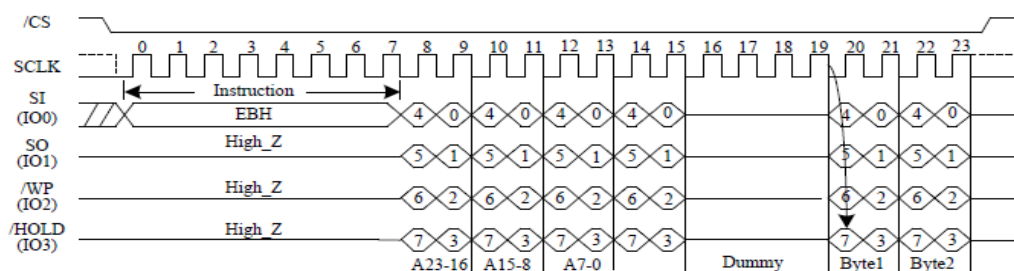 /CS
0 1 2 3 4 5 6 7 8 9 10 11 12 13 14 15 16 17 18 19 20 21 22 23
SCLK
Instruction
SI
(IO0)
EBH
4 0 4 0 4 0 4 0 4 0 4 0
SO
(IO1)
High_Z
5 1 5 1 5 1 5 1 5 1 5 1
/WP
(IO2)
High_Z
6 2 6 2 6 2 6 2 6 2 6 2
/HOLD
(IO3)
High_Z
7 3 7 3 7 3 7 3 7 3 7 3
A23-16 A15-8 A7-0 Dummy Byte1 Byte2